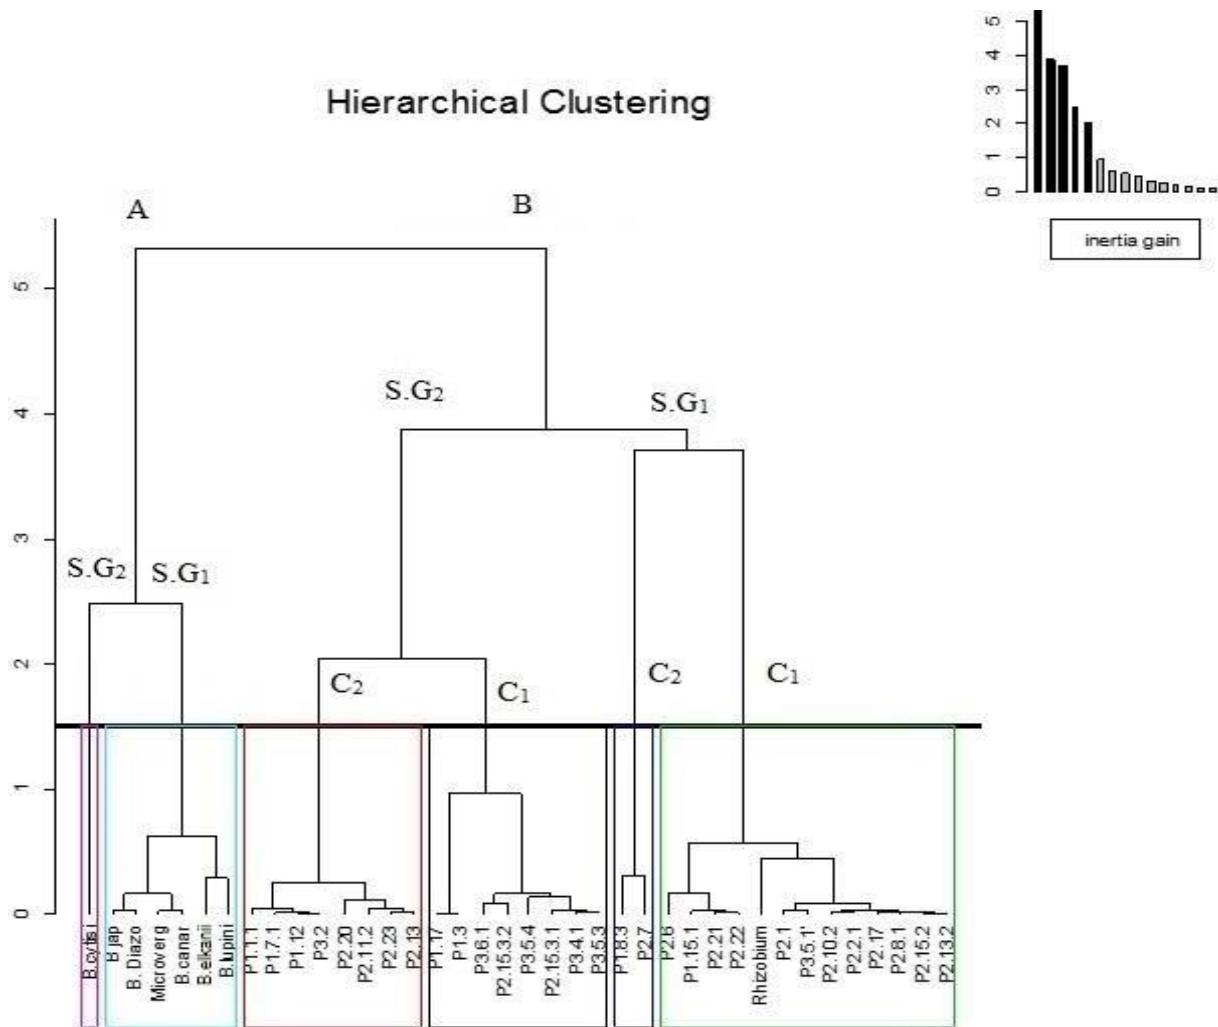 5
4
3
2
1
0
inertia gain
Hierarchical Clustering
A
B
5
4
3
2
1
0
S.G₂
S.G₁
S.G₂
S.G₁
C₂
C₁
C₂
C₁
B.cytisi
B.jap
B. Diazo
Microverg
B.canar
B.elkanii
B.lupini
P1.1.1
P1.7.1
P1.12
P3.2
P2.20
P2.11.2
P2.23
P2.13
P1.17
P1.3
P3.6.1
P2.15.3.2
P3.5.4
P2.15.3.1
P3.4.1
P3.5.3
P1.8.3
P2.7
P2.6
P1.15.1
P2.21
P2.22
Rhizobium
P2.1
P3.5.1'
P2.10.2
P2.2.1
P2.17
P2.8.1
P2.15.2
P2.13.2